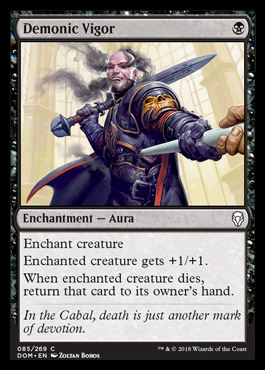 Demonic Vigor
Enchantment — Aura
Enchant creature
Enchanted creature gets +1/+1.
When enchanted creature dies,
return that card to its owner's hand.
In the Cabal, death is just another mark
of devotion.
085/269 C
DOM • EN Zoltan Boros
™ & © 2018 Wizards of the Coast